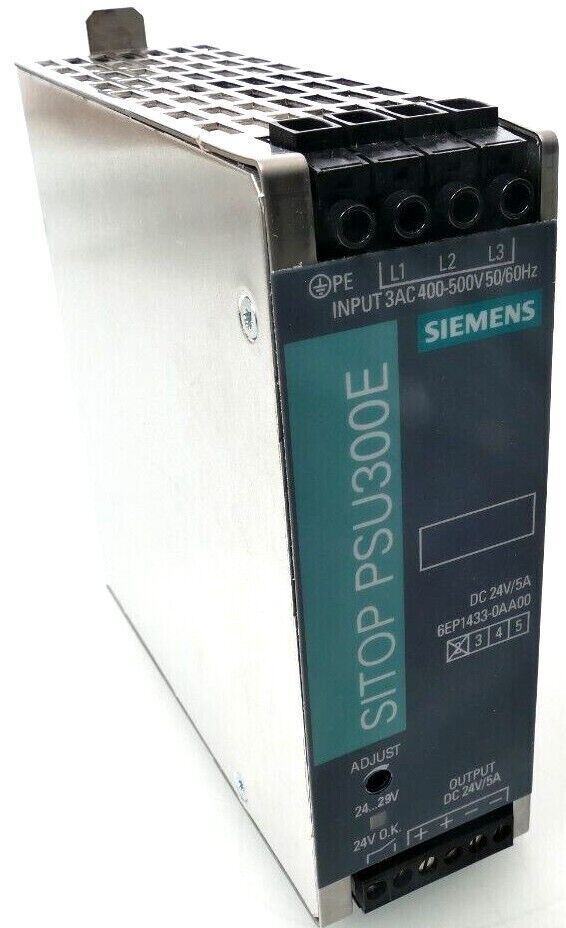 PE L1 L2 L3
INPUT 3AC 400-500V 50/60Hz
SIEMENS
SITOP PSU300E
DC 24V/5A
6EP1433-0AA00
2 3 4 5
ADJUST
24...29V
24V O.K.
OUTPUT
DC 24V/5A
+ + − −